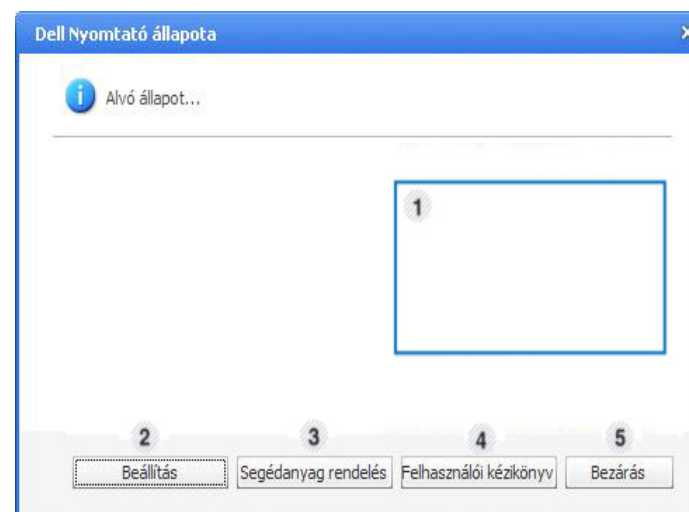 Dell Nyomtató állapota
Alvó állapot...
1
2 3 4 5
Beállítás Segédanyag rendelés Felhasználói kézikönyv Bezárás